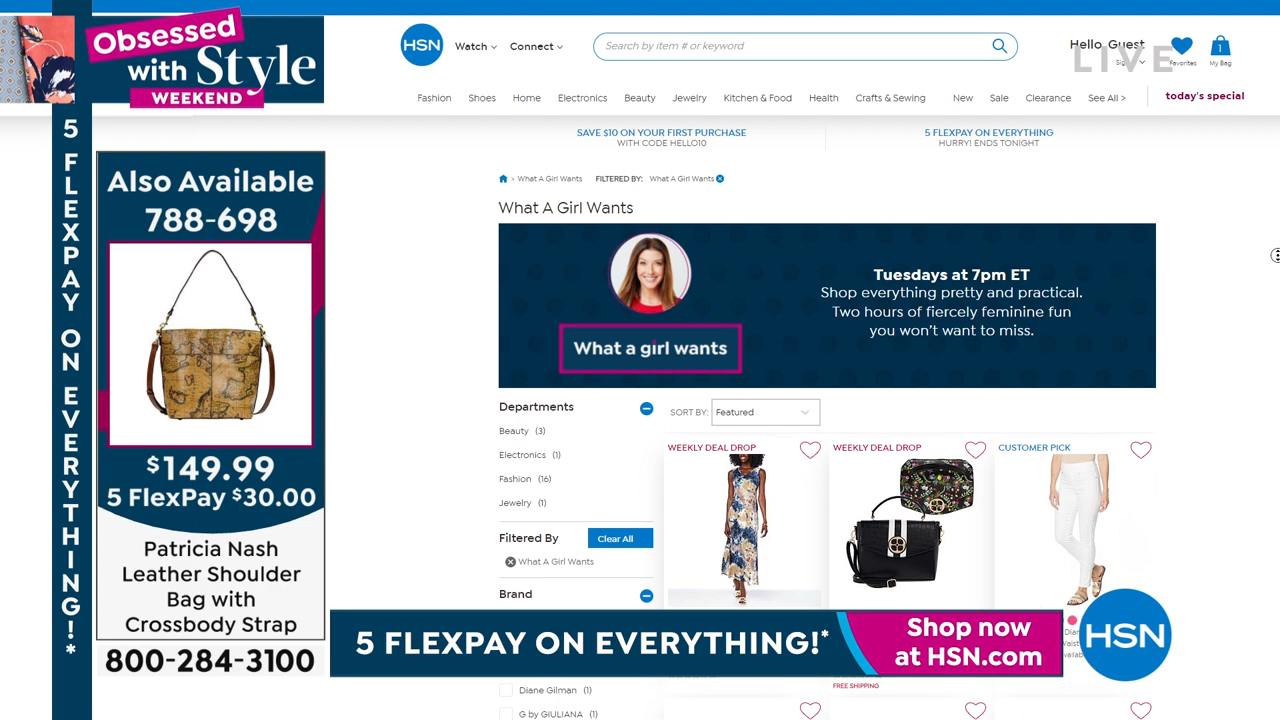 Obsessed
with Style
WEEKEND
5 FLEXPAY ON EVERYTHING!*
Also Available
788-698
$149.99
5 FlexPay $30.00
Patricia Nash
Leather Shoulder
Bag with
Crossbody Strap
800-284-3100
HSN
Watch
Connect
Search by item # or keyword
Hello, Guest
LIVE
Favorites
1
My Bag
Fashion Shoes Home Electronics Beauty Jewelry Kitchen & Food Health Crafts & Sewing New Sale Clearance See All > today's special
SAVE $10 ON YOUR FIRST PURCHASE
WITH CODE HELLO10
5 FLEXPAY ON EVERYTHING
HURRY! ENDS TONIGHT
> What A Girl Wants FILTERED BY: What A Girl Wants
What A Girl Wants
What a girl wants
Tuesdays at 7pm ET
Shop everything pretty and practical.
Two hours of fiercely feminine fun
you won't want to miss.
Departments
Beauty (3)
Electronics (1)
Fashion (16)
Jewelry (1)
Filtered By
Clear All
What A Girl Wants
Brand
Diane Gilman (1)
G by GIULIANA (1)
SORT BY: Featured
WEEKLY DEAL DROP
WEEKLY DEAL DROP
CUSTOMER PICK
FREE SHIPPING
5 FLEXPAY ON EVERYTHING!*
Shop now
at HSN.com
HSN